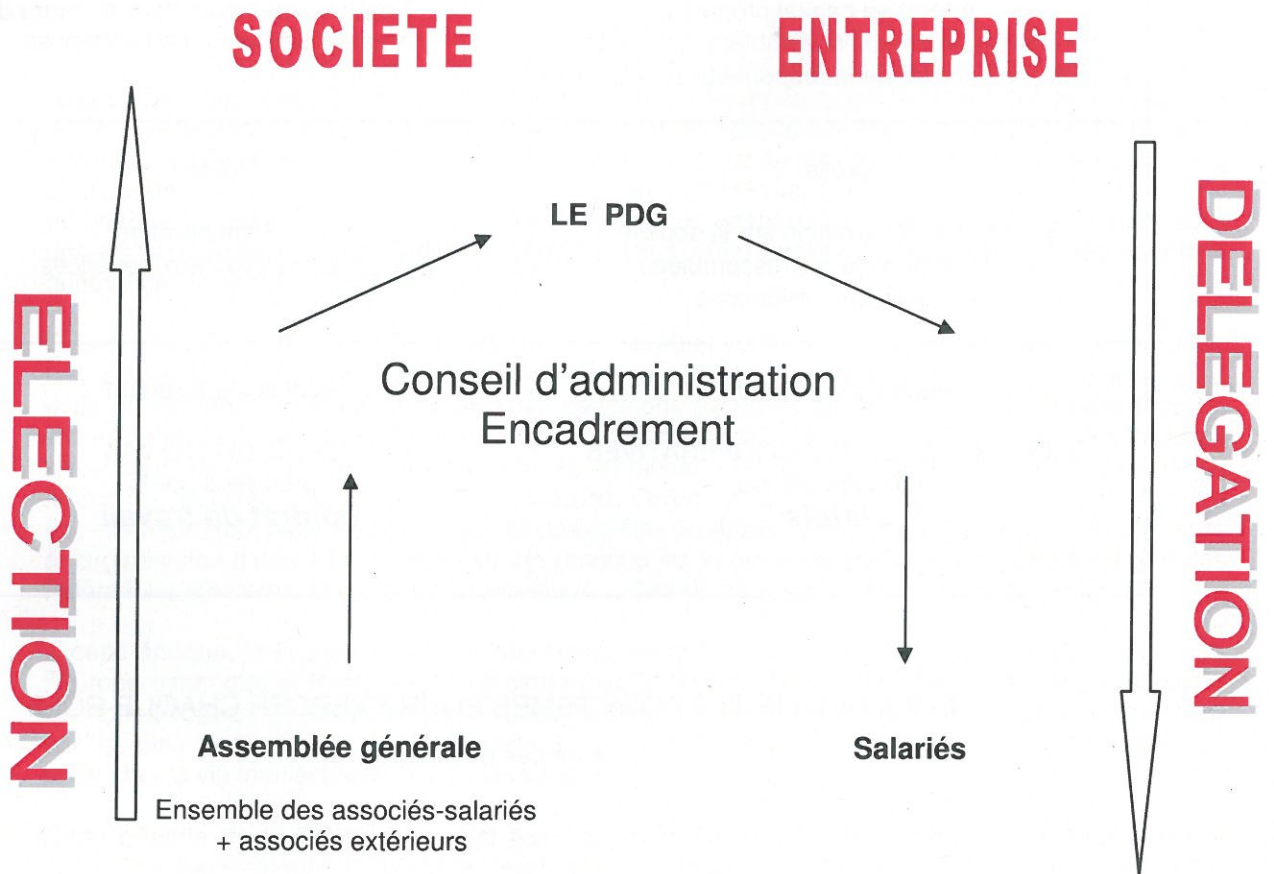 SOCIETE
ENTREPRISE
LE PDG
ELECTION
DELEGATION
Conseil d'administration
Encadrement
Assemblée générale
Salariés
Ensemble des associés-salariés
+ associés extérieurs